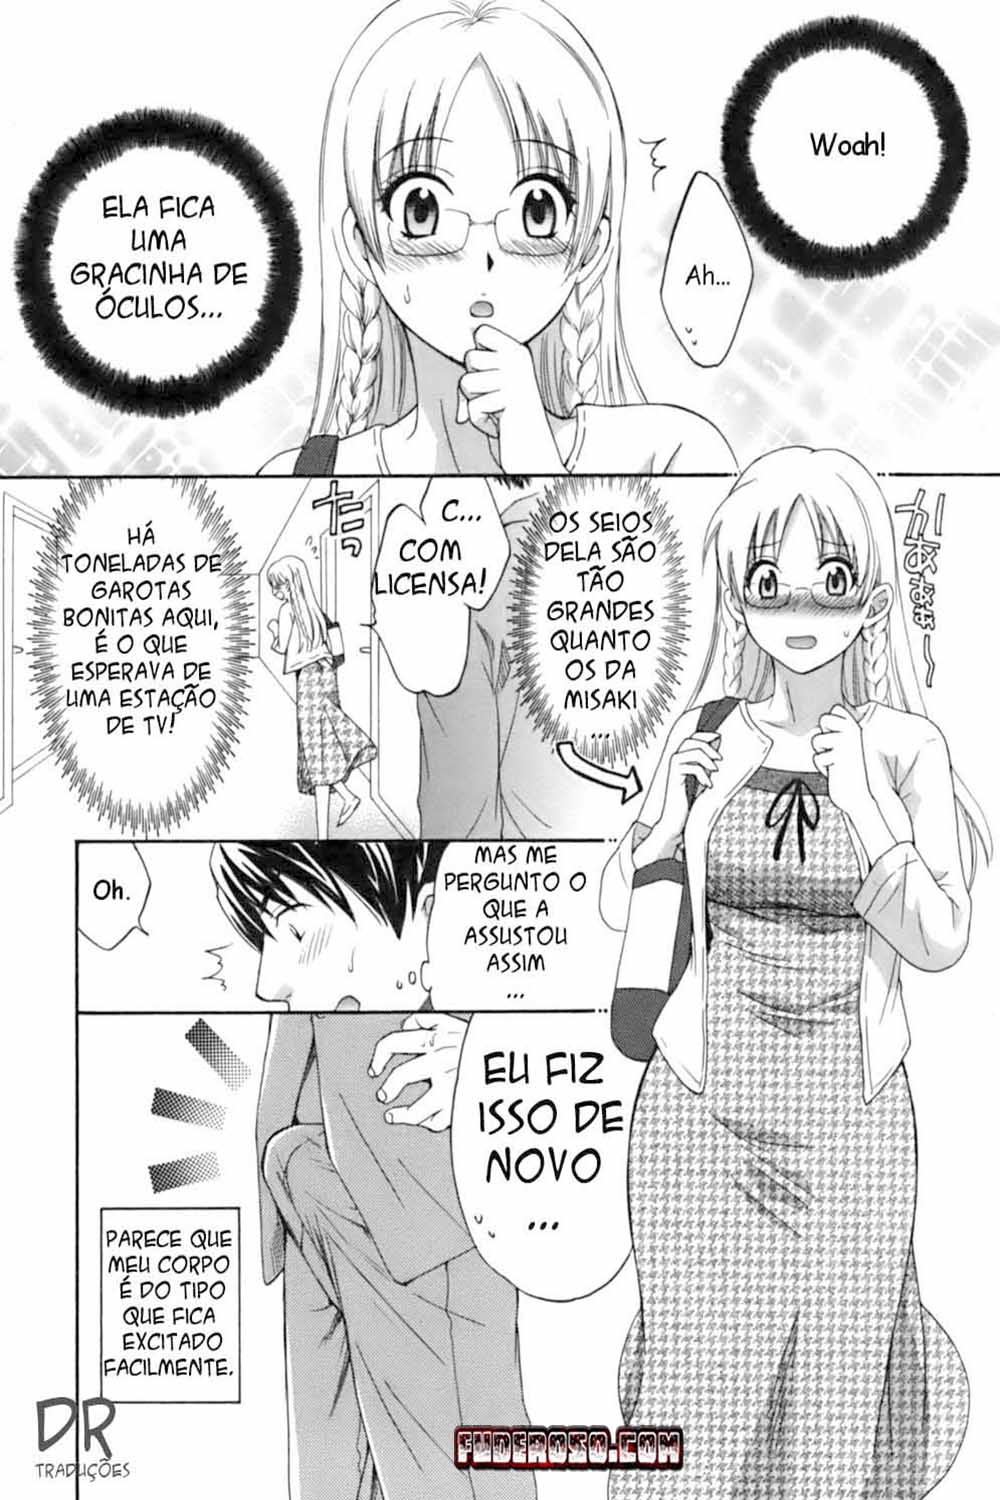 Woah!
Ah...
ELA FICA
UMA
GRACINHA DE
ÓCULOS...
OS SEIOS
DELA SÃO
TÃO
GRANDES
QUANTO
OS DA
MISAKI
...
C...
COM
LICENSA!
HÁ
TONELADAS DE
GAROTAS
BONITAS AQUI,
É O QUE
ESPERAVA DE
UMA ESTAÇÃO
DE TV!
MAS ME
PERGUNTO O
QUE A
ASSUSTOU
ASSIM
...
Oh.
EU FIZ
ISSO DE
NOVO
...
PARECE QUE
MEU CORPO
É DO TIPO
QUE FICA
EXCITADO
FACILMENTE.
DR
TRADUÇÕES
FUDEROSO.COM